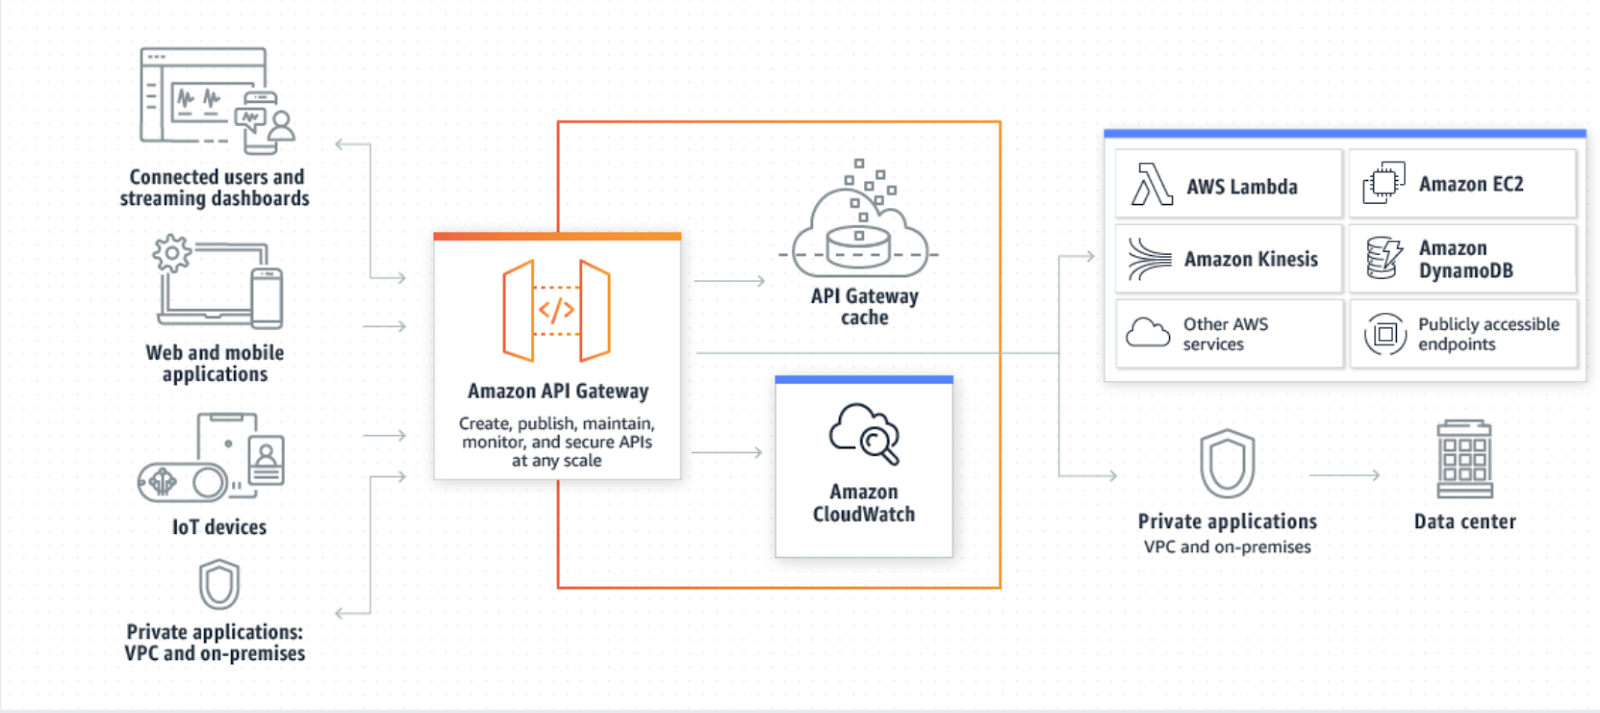 Connected users and
streaming dashboards
Web and mobile
applications
IoT devices
Private applications:
VPC and on-premises
</>
Amazon API Gateway
Create, publish, maintain,
monitor, and secure APIs
at any scale
API Gateway
cache
Amazon
CloudWatch
AWS Lambda
Amazon EC2
Amazon Kinesis
Amazon
DynamoDB
Other AWS
services
Publicly accessible
endpoints
Private applications
VPC and on-premises
Data center